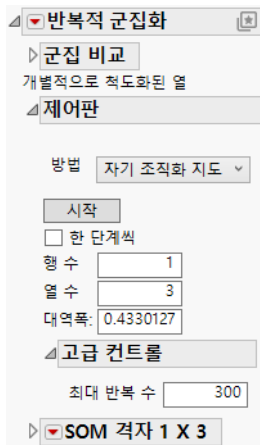 반복적 군집화
군집 비교
개별적으로 척도화된 열
제어판
방법 자기 조직화 지도
시작
한 단계씩
행 수 1
열 수 3
대역폭: 0.4330127
고급 컨트롤
최대 반복 수 300
SOM 격자 1 X 3